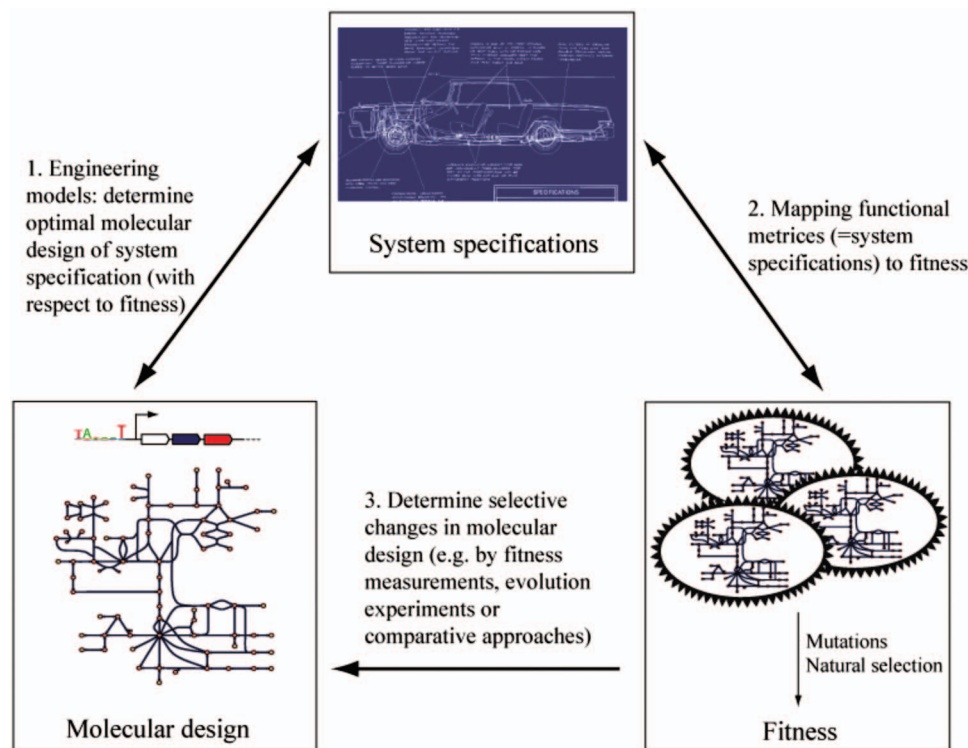 SPECIFICATIONS
System specifications
1. Engineering
models: determine
optimal molecular
design of system
specification (with
respect to fitness)
2. Mapping functional
metrices (=system
specifications) to fitness
3. Determine selective
changes in molecular
design (e.g. by fitness
measurements, evolution
experiments or
comparative approaches)
TA T
Molecular design
Mutations
Natural selection
Fitness